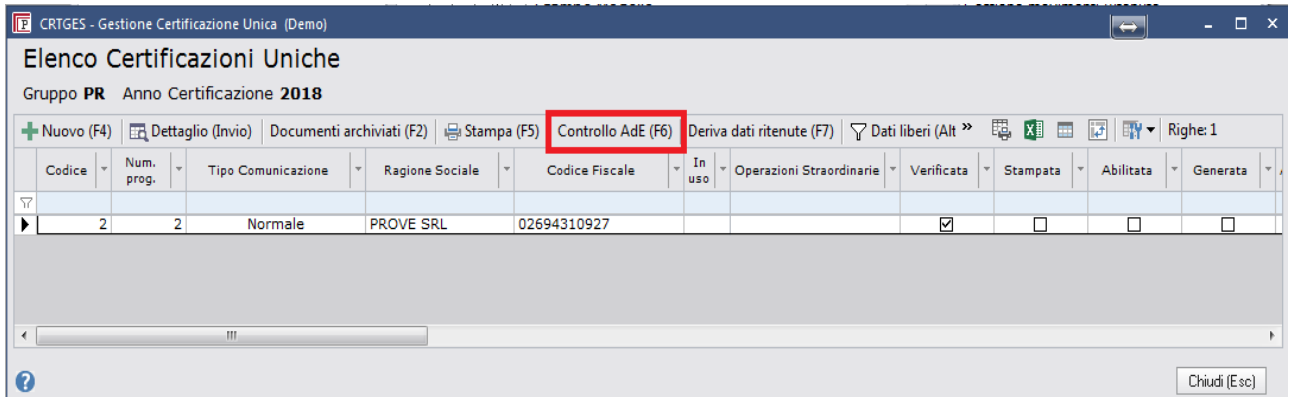 CRTGES - Gestione Certificazione Unica (Demo)
Elenco Certificazioni Uniche
Gruppo PR Anno Certificazione 2018
Nuovo (F4) Dettaglio (Invio) Documenti archiviati (F2) Stampa (F5) Controllo AdE (F6) Deriva dati ritenute (F7) Dati liberi (Alt » Righe: 1
Codice Num. prog. Tipo Comunicazione Ragione Sociale Codice Fiscale In uso Operazioni Straordinarie Verificata Stampata Abilitata Generata
2 2 Normale PROVE SRL 02694310927
Chiudi (Esc)